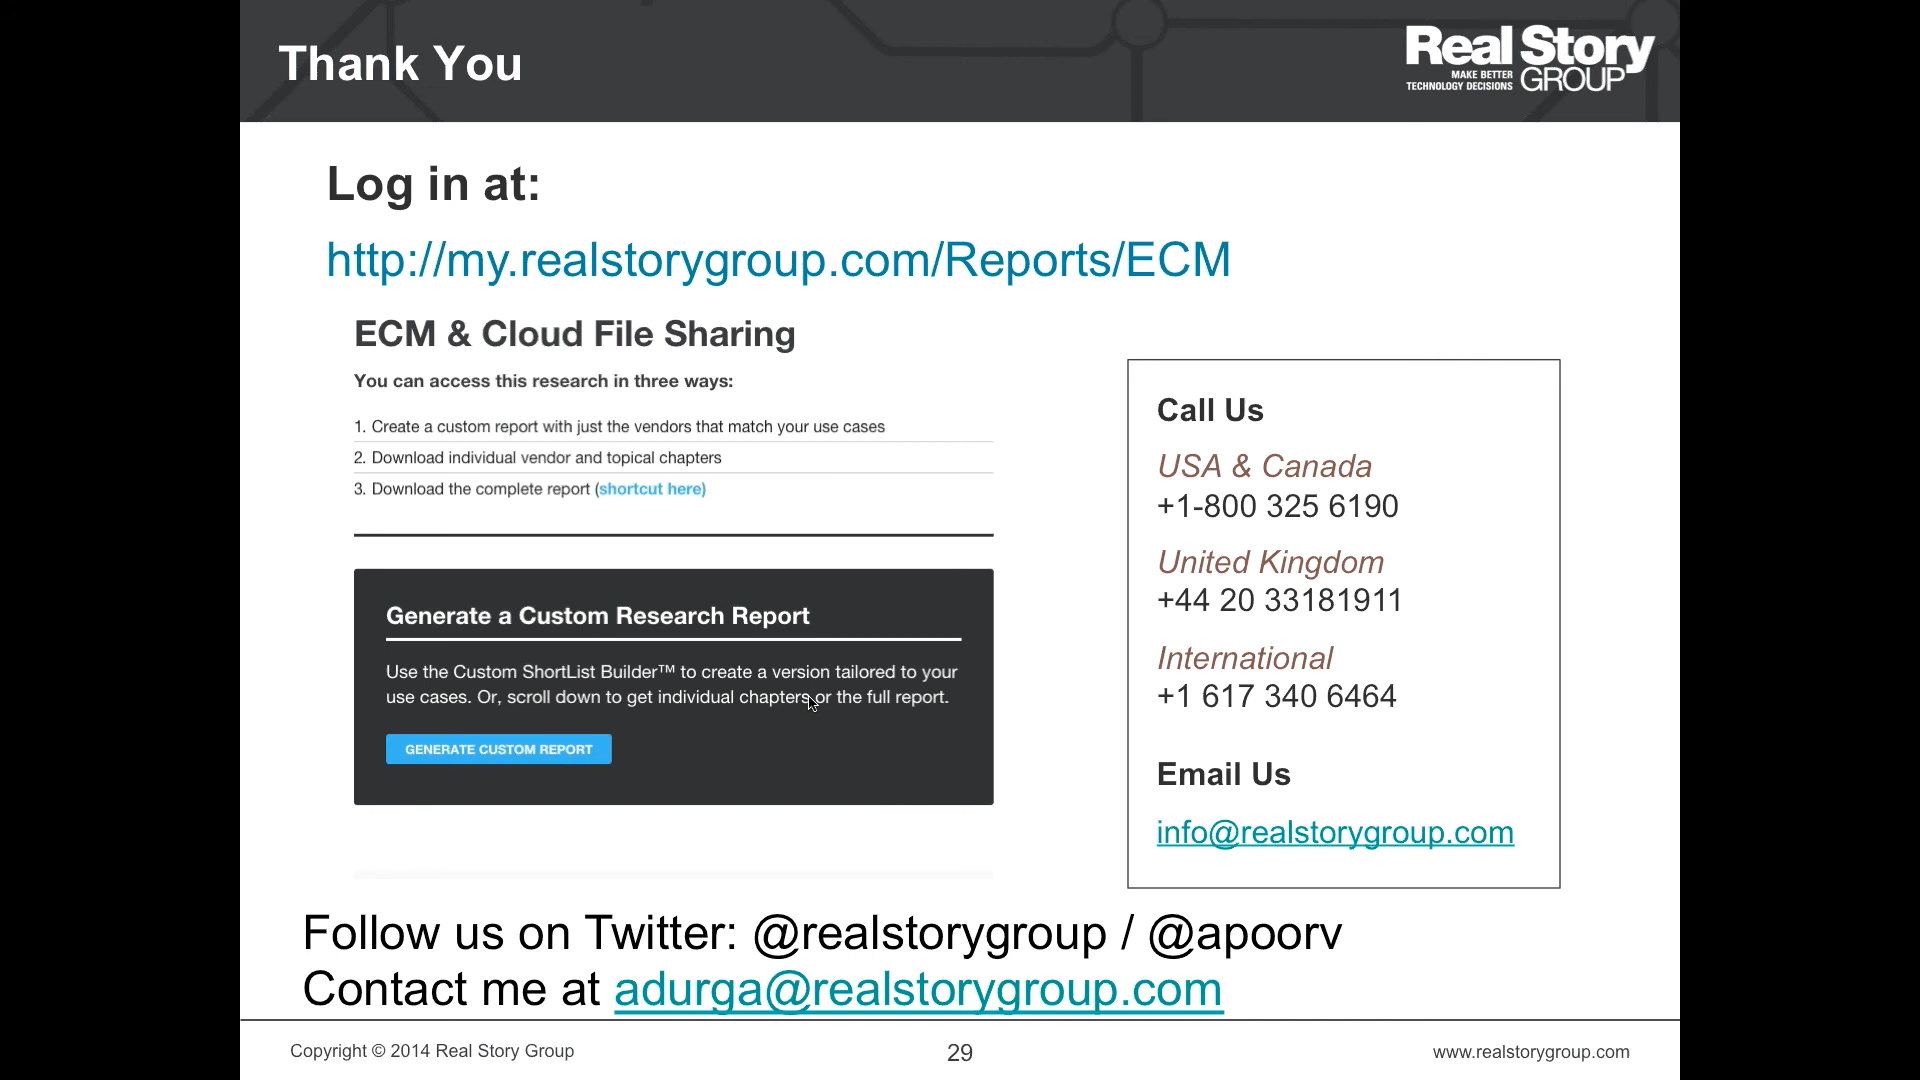 Thank You
Real Story
MAKE BETTER
TECHNOLOGY DECISIONS
GROUP
Log in at:
http://my.realstorygroup.com/Reports/ECM
ECM & Cloud File Sharing
You can access this research in three ways:
1. Create a custom report with just the vendors that match your use cases
2. Download individual vendor and topical chapters
3. Download the complete report (shortcut here)
Generate a Custom Research Report
Use the Custom ShortList Builder™ to create a version tailored to your
use cases. Or, scroll down to get individual chapters or the full report.
GENERATE CUSTOM REPORT
Call Us
USA & Canada
+1-800 325 6190
United Kingdom
+44 20 33181911
International
+1 617 340 6464
Email Us
info@realstorygroup.com
Follow us on Twitter: @realstorygroup / @apoorv
Contact me at adurga@realstorygroup.com
Copyright © 2014 Real Story Group
29
www.realstorygroup.com